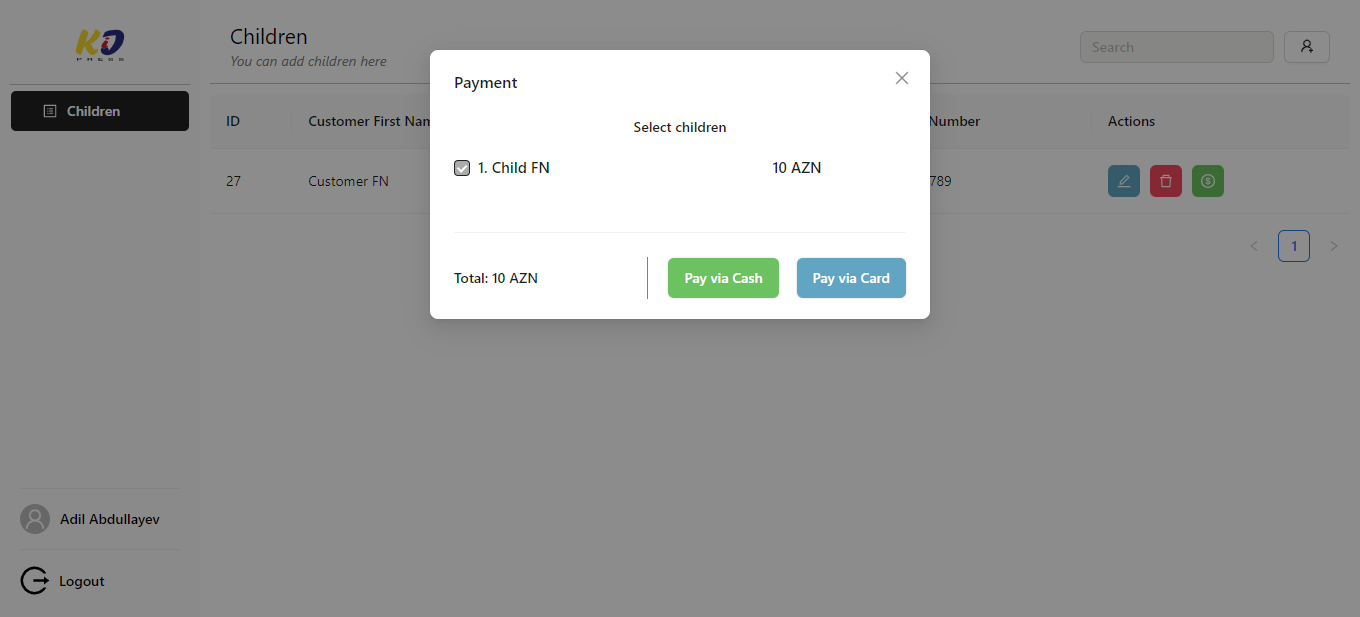 KD
PRESS
Children
You can add children here
Search
Children
Payment
Select children
1. Child FN
10 AZN
Total: 10 AZN
Pay via Cash
Pay via Card
ID
Customer First Nam
Number
Actions
27
Customer FN
789
1
Adil Abdullayev
Logout